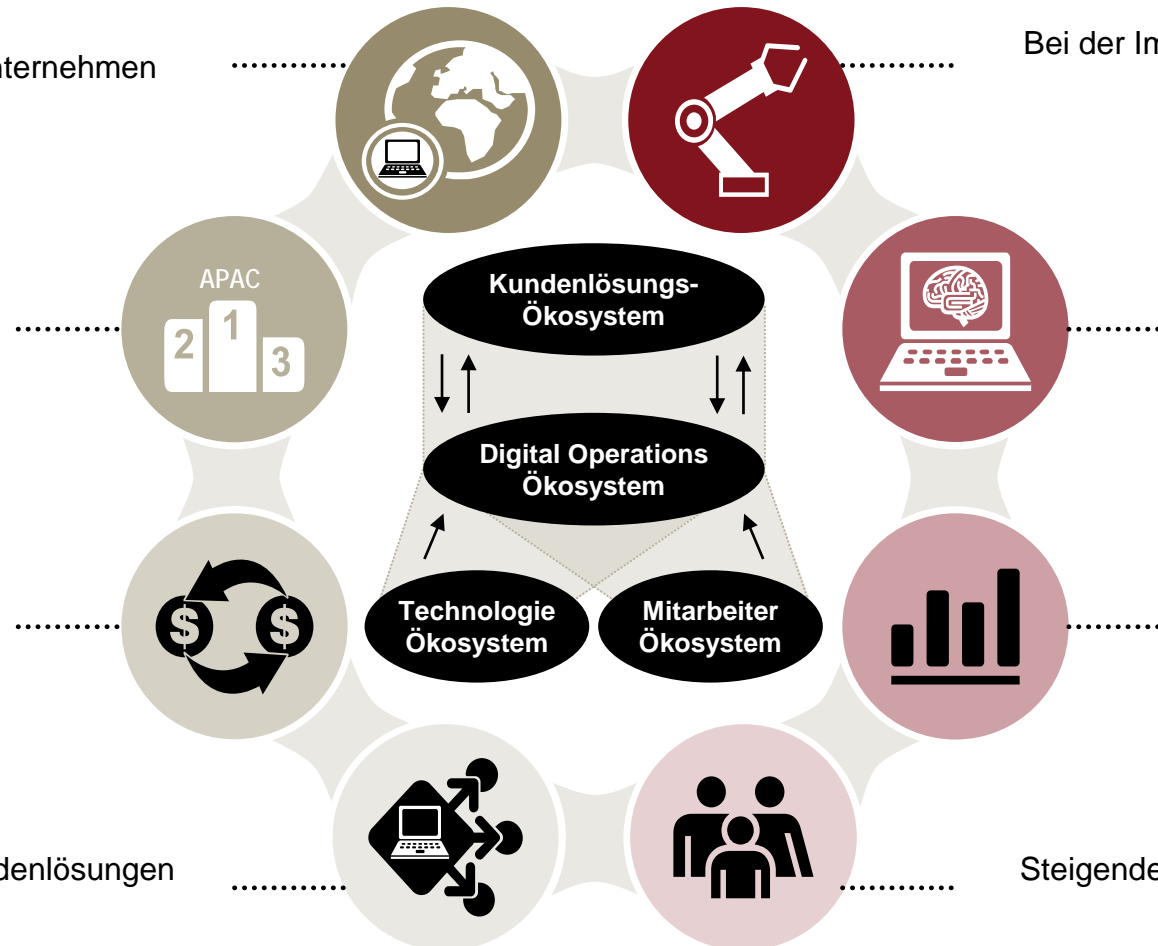 nternehmen
Bei der Im
APAC
1
2
3
Kundenlösungs-
Ökosystem
Digital Operations
Ökosystem
$ $
Technologie
Ökosystem
Mitarbeiter
Ökosystem
denlösungen
Steigende